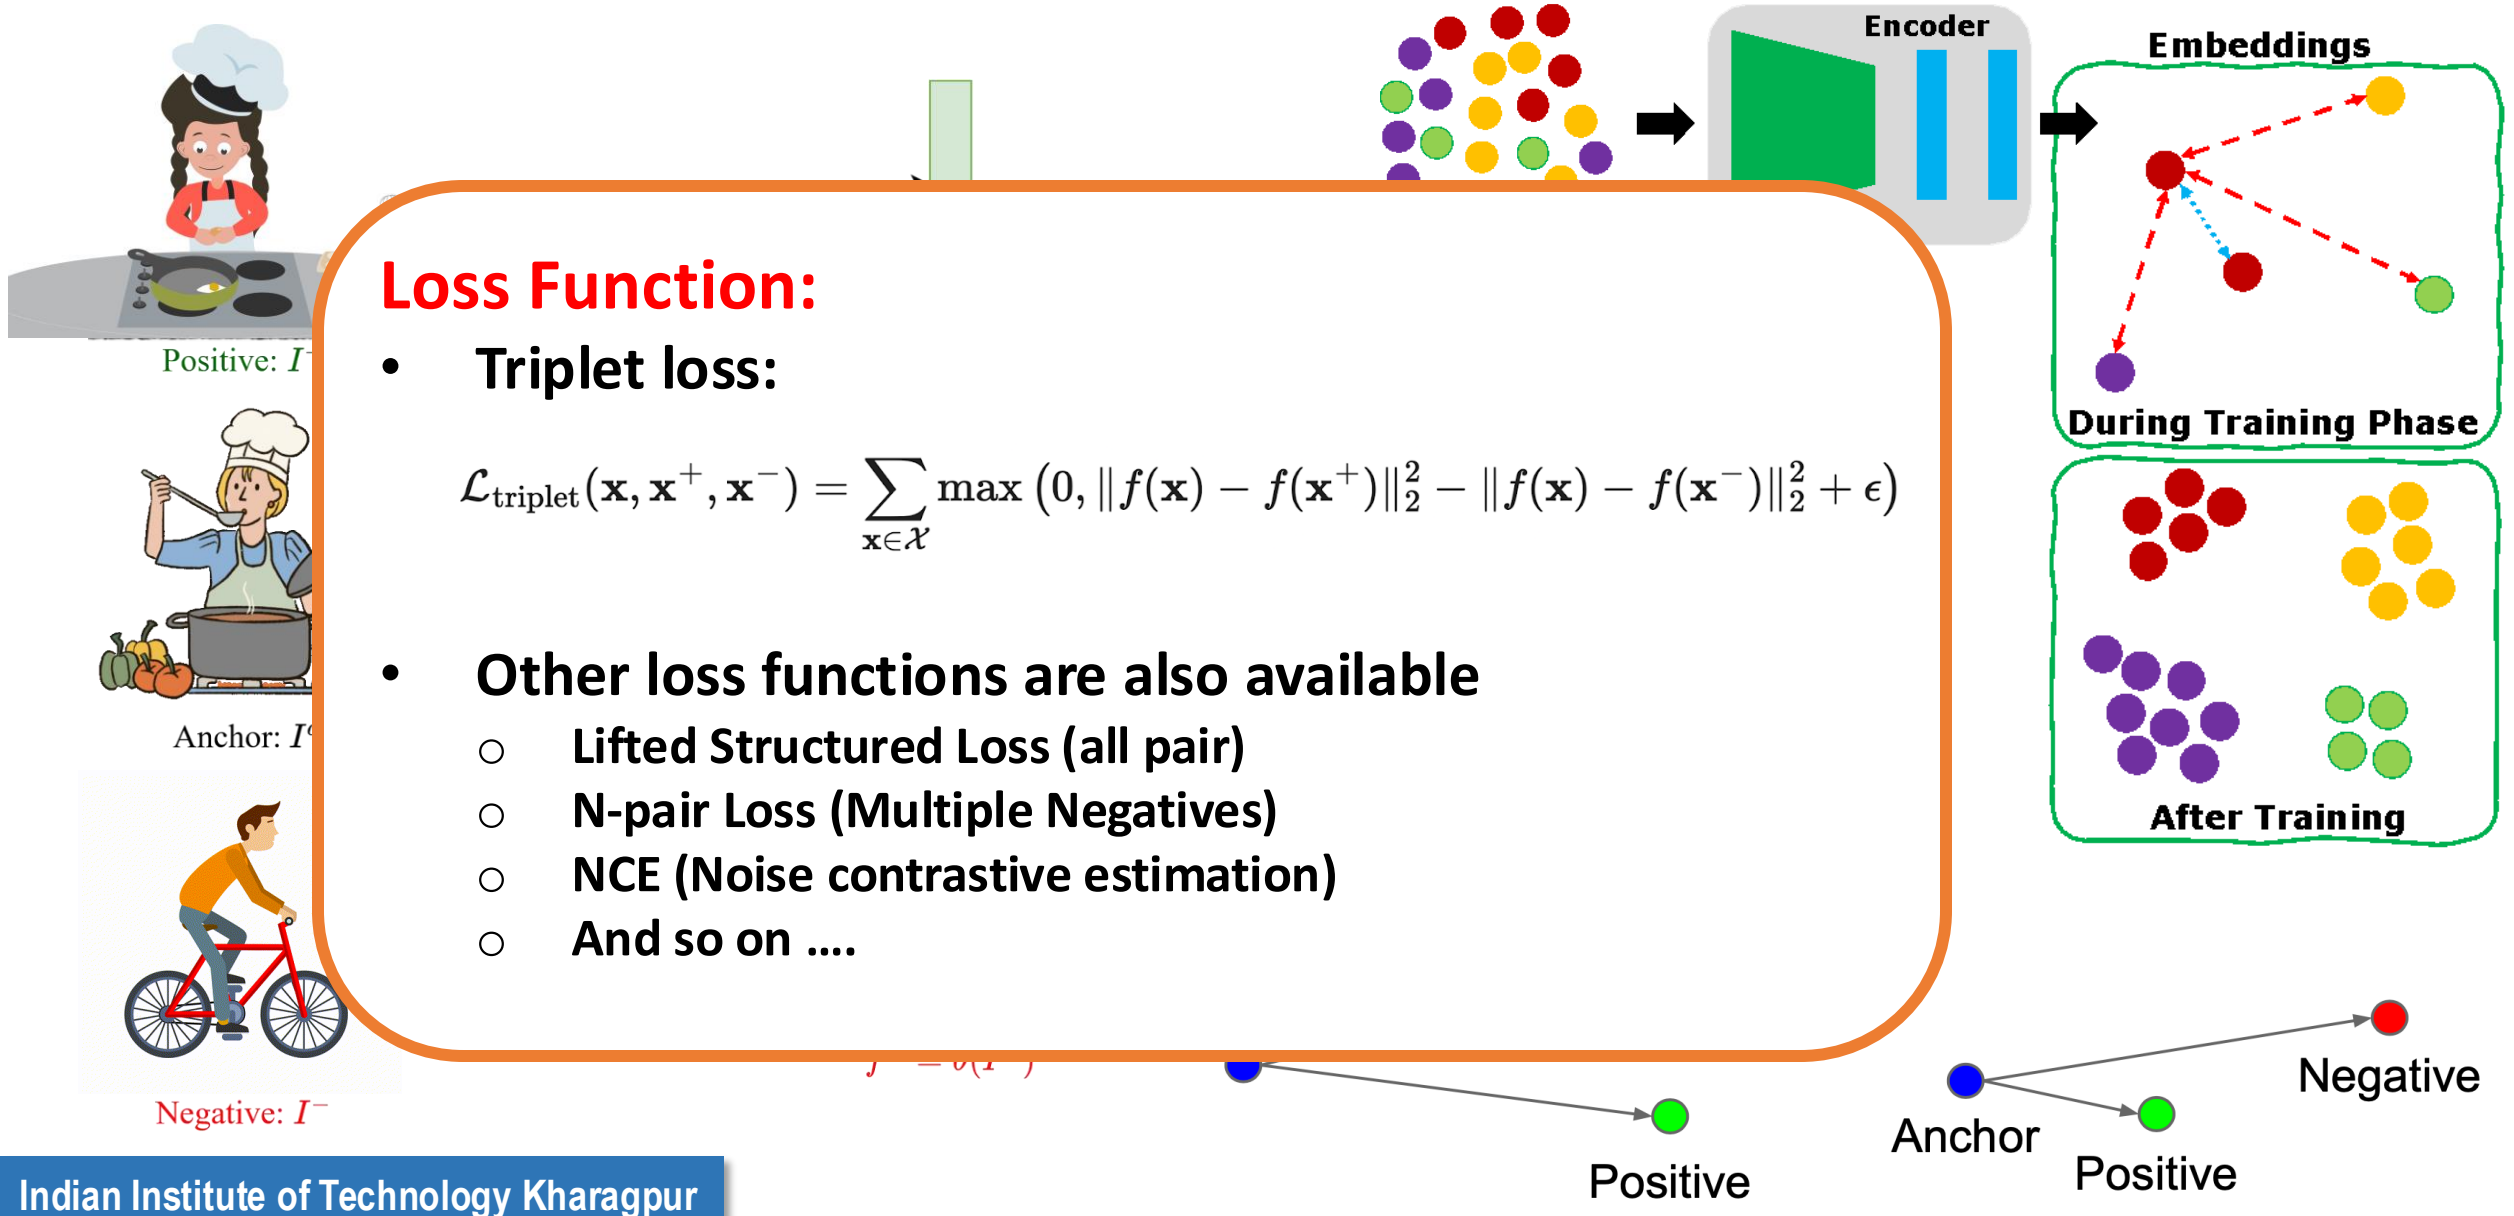 Encoder
Embeddings
During Training Phase
After Training
Positive: I
Anchor: I
Negative: I⁻
Loss Function:
• Triplet loss:
ℒtriplet(x, x⁺, x⁻) = ∑x∈𝒳 max(0, ‖f(x) − f(x⁺)‖₂² − ‖f(x) − f(x⁻)‖₂² + ϵ)
• Other loss functions are also available
o Lifted Structured Loss (all pair)
o N-pair Loss (Multiple Negatives)
o NCE (Noise contrastive estimation)
o And so on ....
Positive
Anchor
Negative
Positive
Indian Institute of Technology Kharagpur